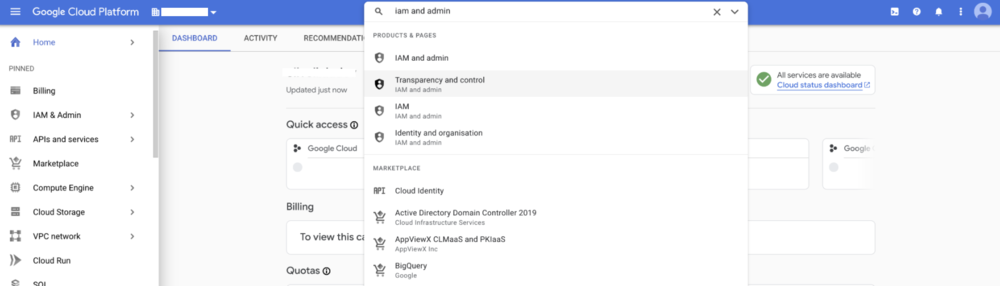 Google Cloud Platform
iam and admin
Home
PINNED
Billing
IAM & Admin
APIs and services
Marketplace
Compute Engine
Cloud Storage
VPC network
Cloud Run
SQL
DASHBOARD ACTIVITY RECOMMENDATI
Updated just now
Quick access
Google Cloud
Billing
To view this ca
Quotas
PRODUCTS & PAGES
IAM and admin
Transparency and control
IAM and admin
IAM
IAM and admin
Identity and organisation
IAM and admin
MARKETPLACE
API Cloud Identity
Active Directory Domain Controller 2019
Cloud Infrastructure Services
AppViewX CLMaaS and PKIaaS
AppViewX Inc
BigQuery
Google
All services are available
Cloud status dashboard
Google